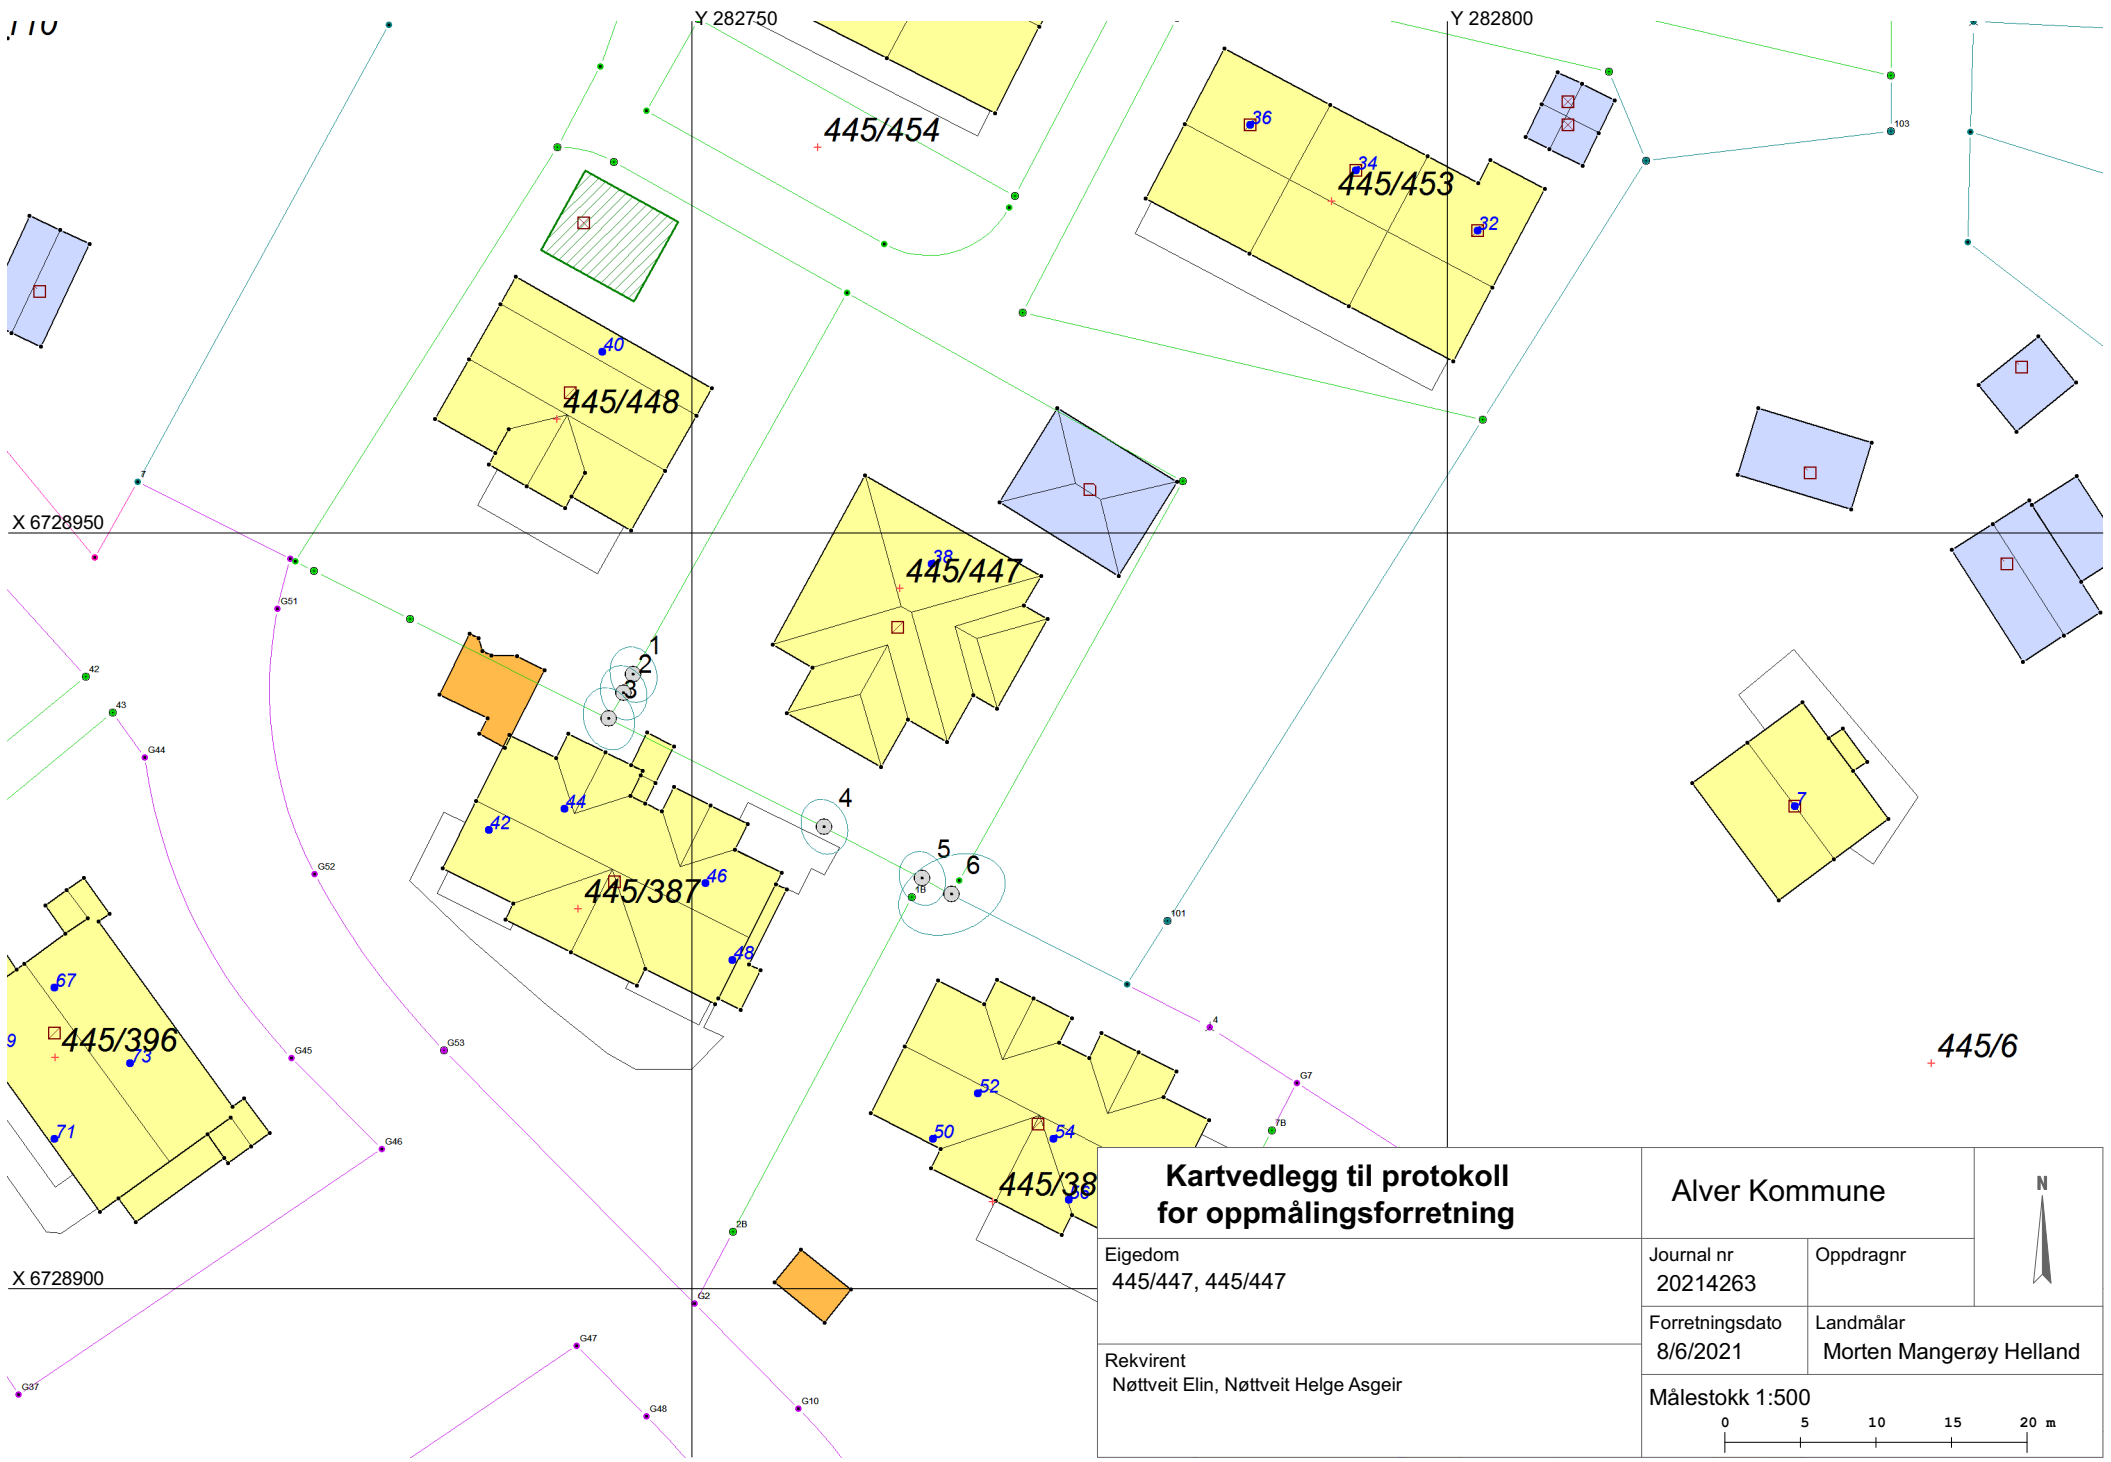 Y 282750
Y 282800
445/454
36
103
34
445/453
32
40
445/448
7
X 6728950
38
445/447
G51
1
2
3
42
43
G44
44
42
4
7
5
6
1B
G52
46
445/387
101
48
67
445/396
73
9
G45
G53
4
445/6
G7
52
7B
71
G46
50
54
445/38
56
2B
X 6728900
G2
G47
G37
G10
G48
Kartvedlegg til protokoll
for oppmålingsforretning
Alver Kommune
N
Eigedom
445/447, 445/447
Journal nr
20214263
Oppdragnr
Forretningsdato
8/6/2021
Landmålar
Morten Mangerøy Helland
Rekvirent
Nøttveit Elin, Nøttveit Helge Asgeir
Målestokk 1:500
0 5 10 15 20 m